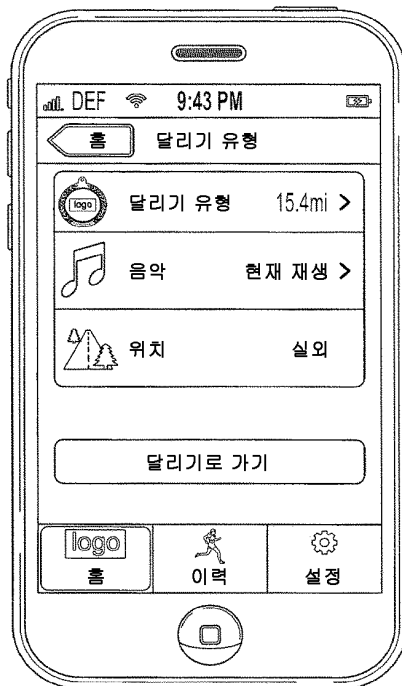 DEF 9:43 PM
홈 달리기 유형
logo 달리기 유형 15.4mi >
음악 현재 재생 >
위치 실외
달리기로 가기
logo
홈 이력 설정